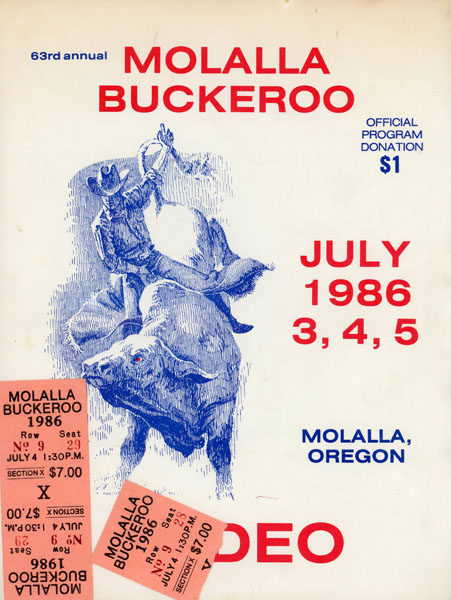 63rd annual
MOLALLA
BUCKEROO
OFFICIAL
PROGRAM
DONATION
$1
JULY
1986
3, 4, 5
MOLALLA,
OREGON
DEO
MOLALLA
BUCKEROO
1986
Row Seat
No 9 29
JULY 4 1:30P.M.
SECTION X $7.00
X
SECTION X $7.00
JULY 4 1:30P.M.
No 9 29
Row Seat
1986
BUCKEROO
MOLALLA
MOLALLA
BUCKEROO
1986
Row Seat
No 9 28
JULY 4 1:30P.M.
SECTION X $7.00
X